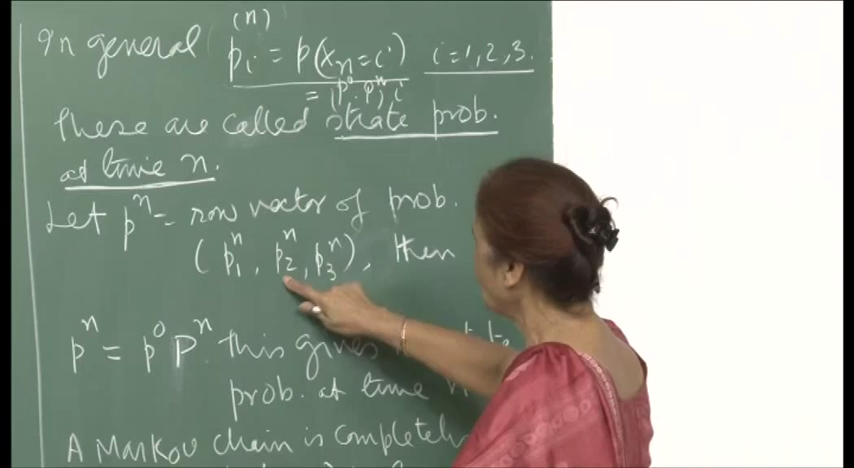 In general p_i^(n) = p(X_n = i) i = 1, 2, 3.
= (p^0 . P^n)_i
These are called state prob.
at time n.
Let p^n = row vector of prob.
(p_1^n, p_2^n, p_3^n), then
p^n = p^0 P^n this gives
prob. at time n
A Markov chain is completely